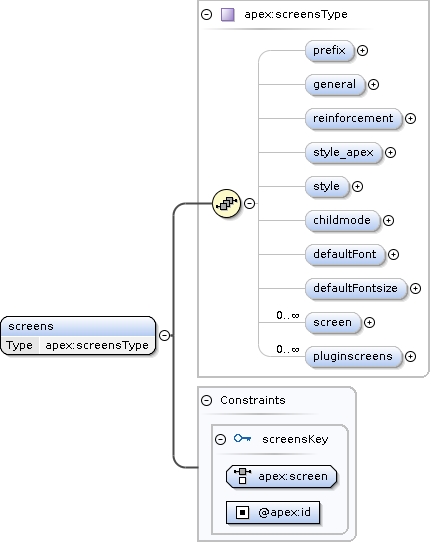 apex:screensType
prefix
general
reinforcement
style_apex
style
childmode
defaultFont
defaultFontsize
0..∞
screen
0..∞
pluginscreens
screens
Type apex:screensType
Constraints
screensKey
apex:screen
@apex:id